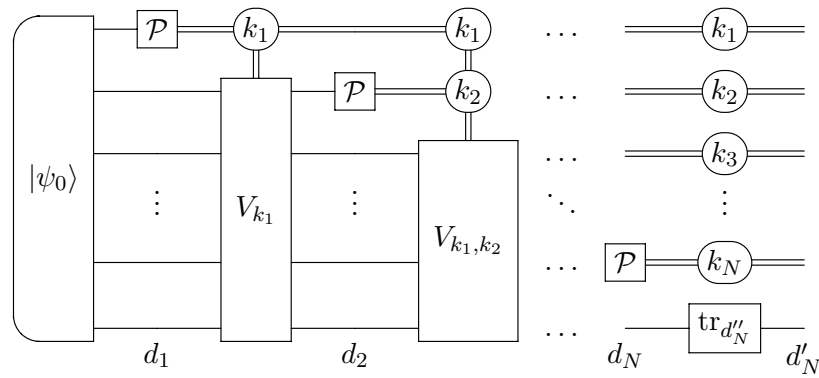 𝒫 k₁ k₁ … k₁
𝒫 k₂ … k₂
… k₃
|ψ₀⟩ ⋮ V_{k₁} ⋮ V_{k₁,k₂} ⋱ ⋮
… 𝒫 k_N
… tr_{d''_N}
d₁ d₂ d_N d'_N